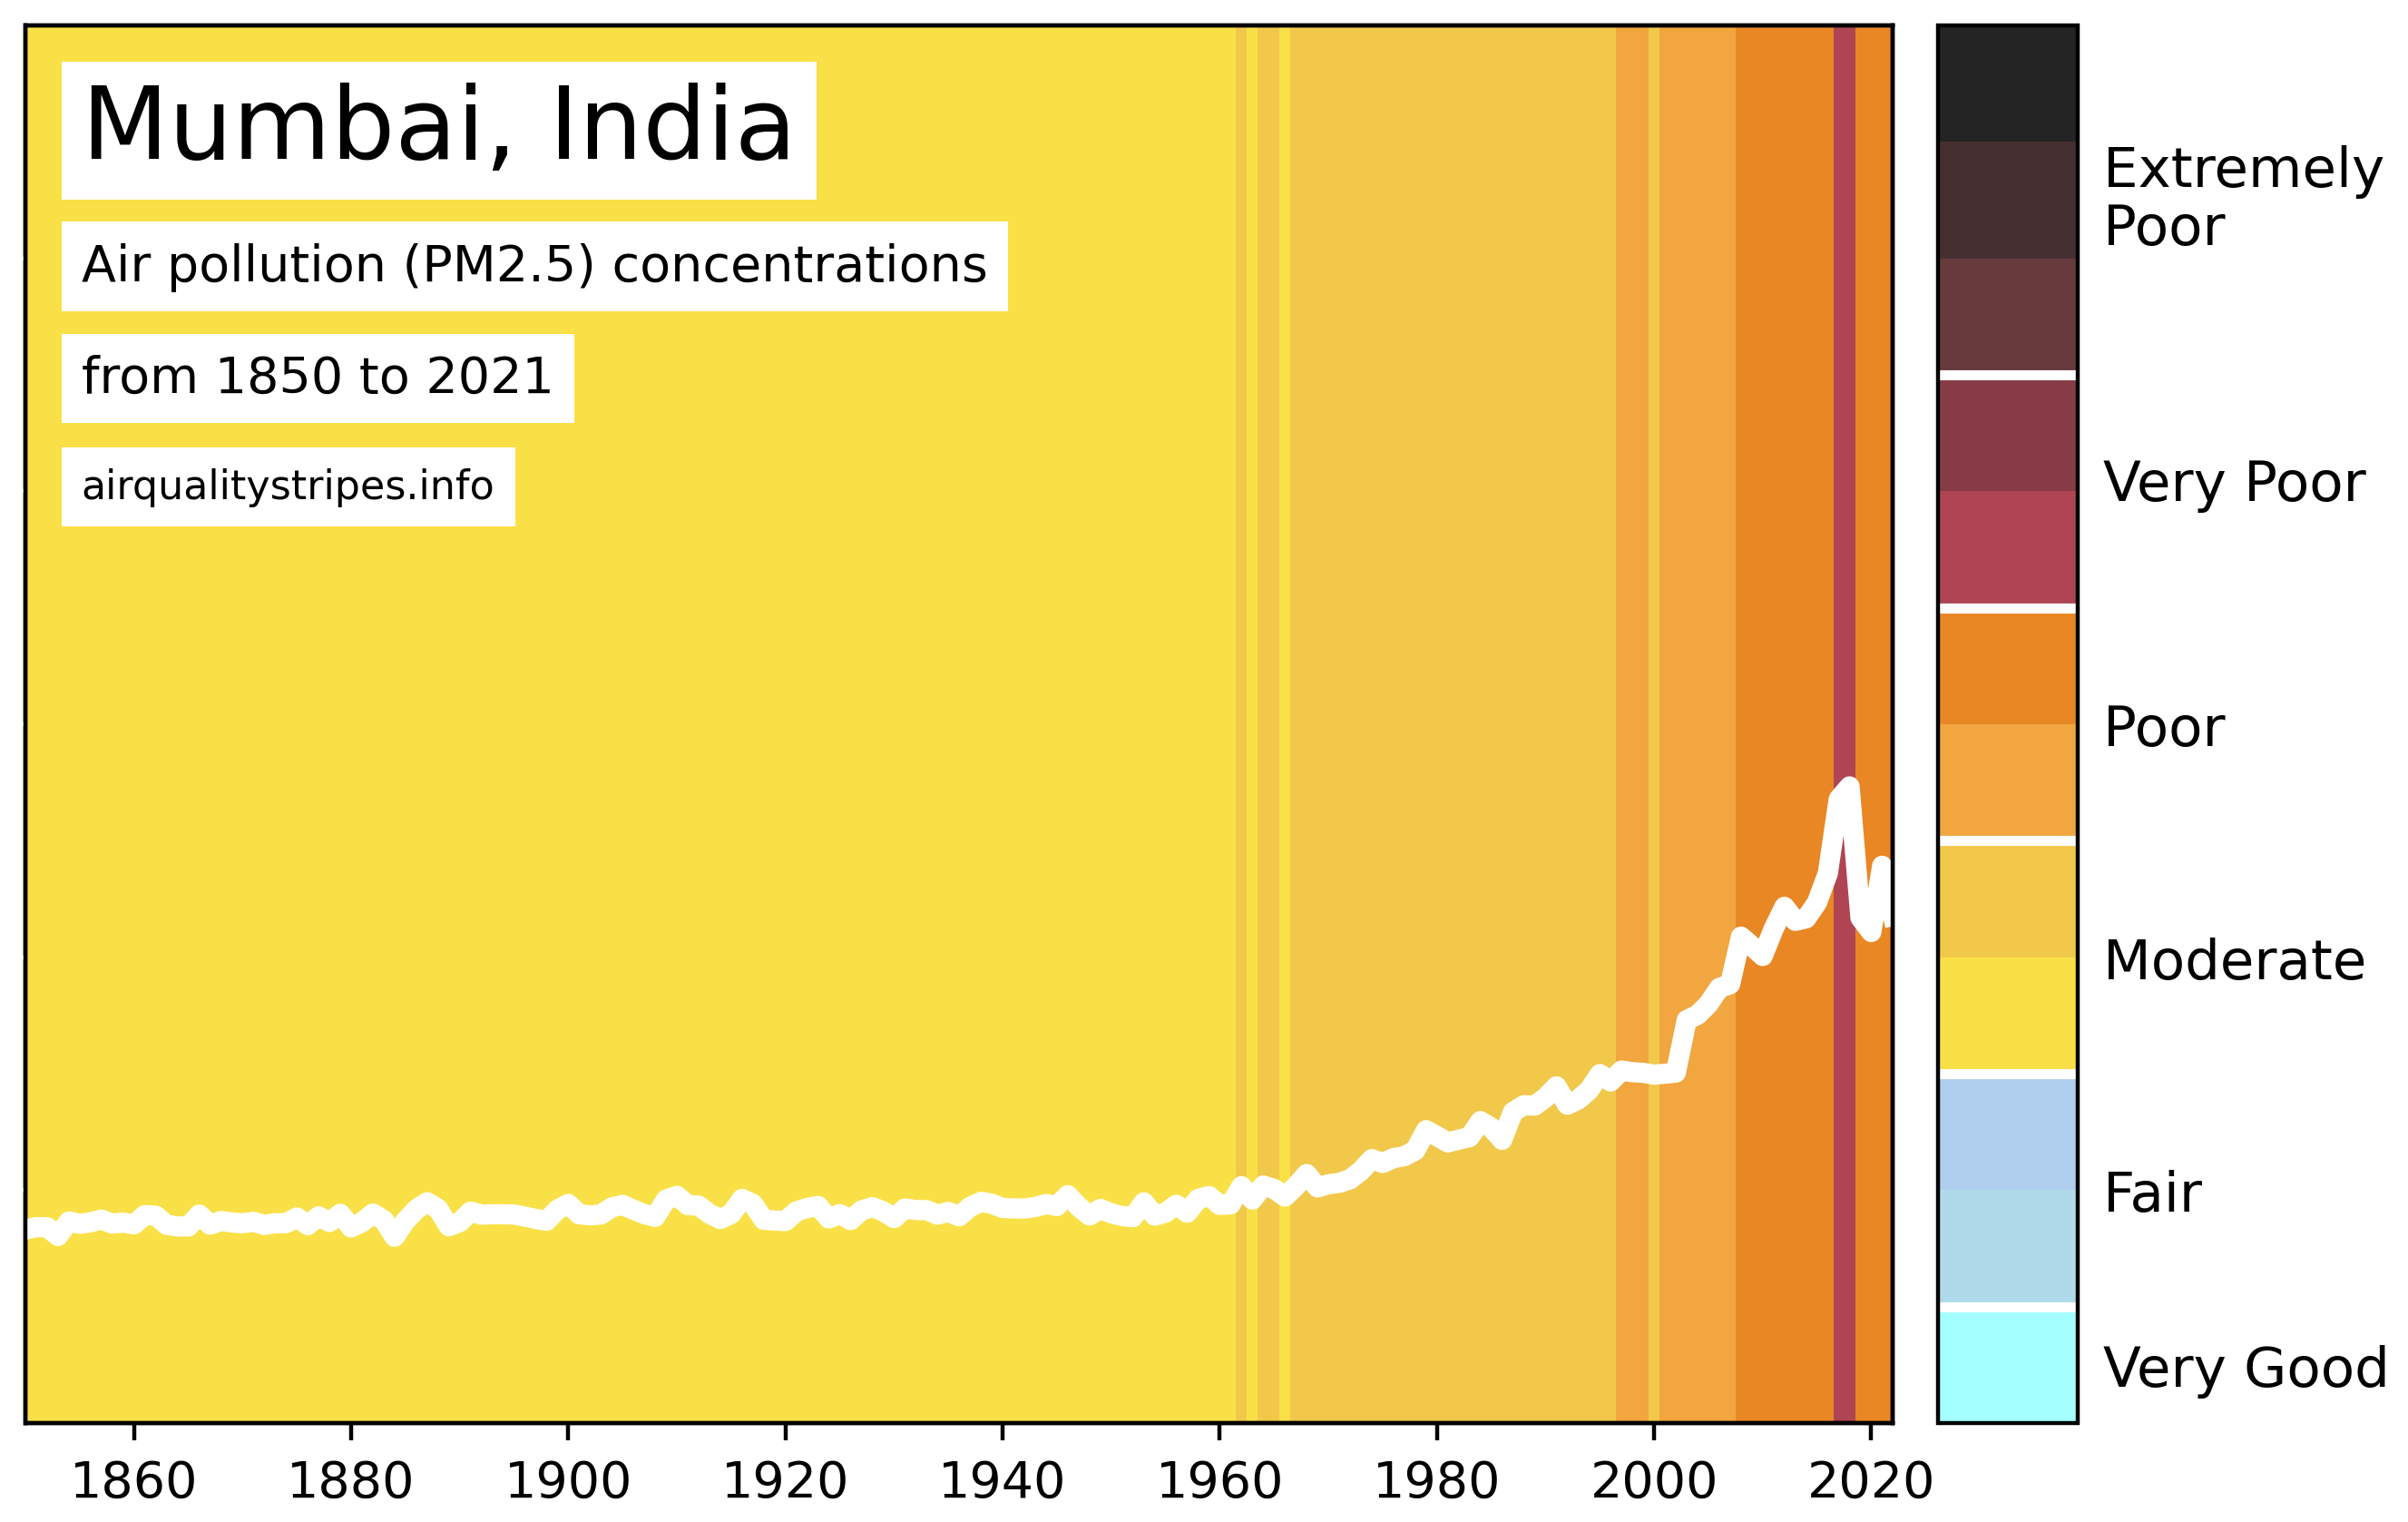 Mumbai, India
Air pollution (PM2.5) concentrations
from 1850 to 2021
airqualitystripes.info
Extremely
Poor
Very Poor
Poor
Moderate
Fair
Very Good
1860 1880 1900 1920 1940 1960 1980 2000 2020